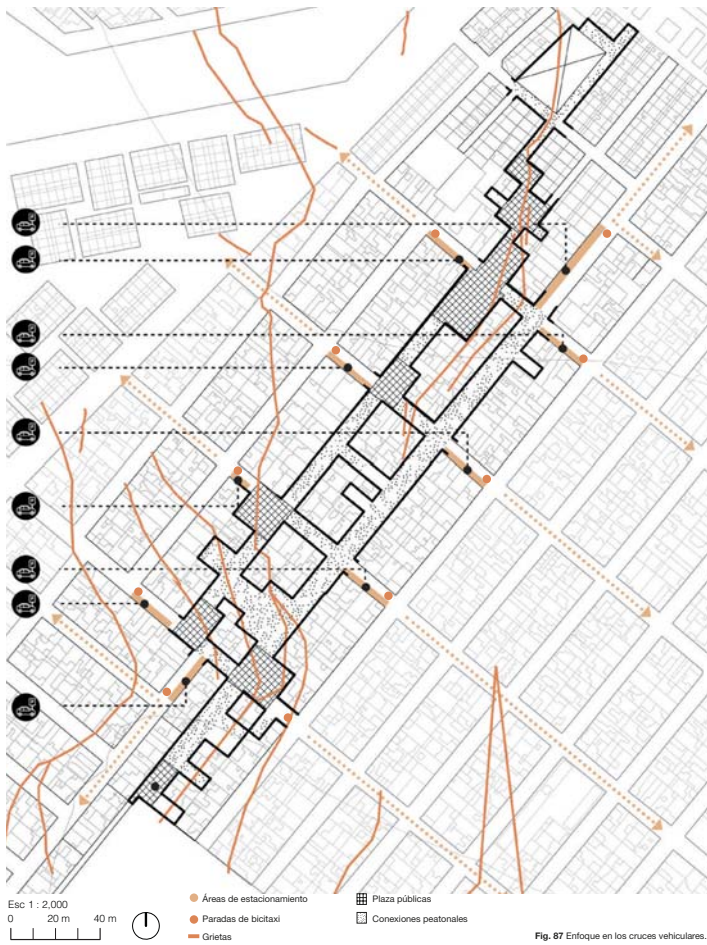 Esc 1 : 2,000
0 20 m 40 m
Áreas de estacionamiento
Paradas de bicitaxi
Grietas
Plaza públicas
Conexiones peatonales
Fig. 87 Enfoque en los cruces vehiculares.